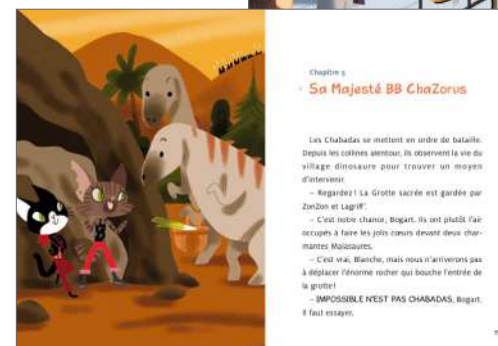 Chapitre 5
Sa Majesté BB ChaZorus
Les Chabadas se mettent en ordre de bataille.
Depuis les collines alentour, ils observent la vie du
village dinosaure pour trouver un moyen
d'intervenir.
– Regardez ! La Grotte sacrée est gardée par
ZonZon et Lagriff'.
– C'est notre chance, Bogart. Ils ont plutôt l'air
occupés à faire les jolis cœurs devant deux char-
mantes Maiasaures.
– C'est vrai, Blanche, mais nous n'arriverons pas
à déplacer l'énorme rocher qui bouche l'entrée de
la grotte !
– IMPOSSIBLE N'EST PAS CHABADAS, Bogart.
Il faut essayer.